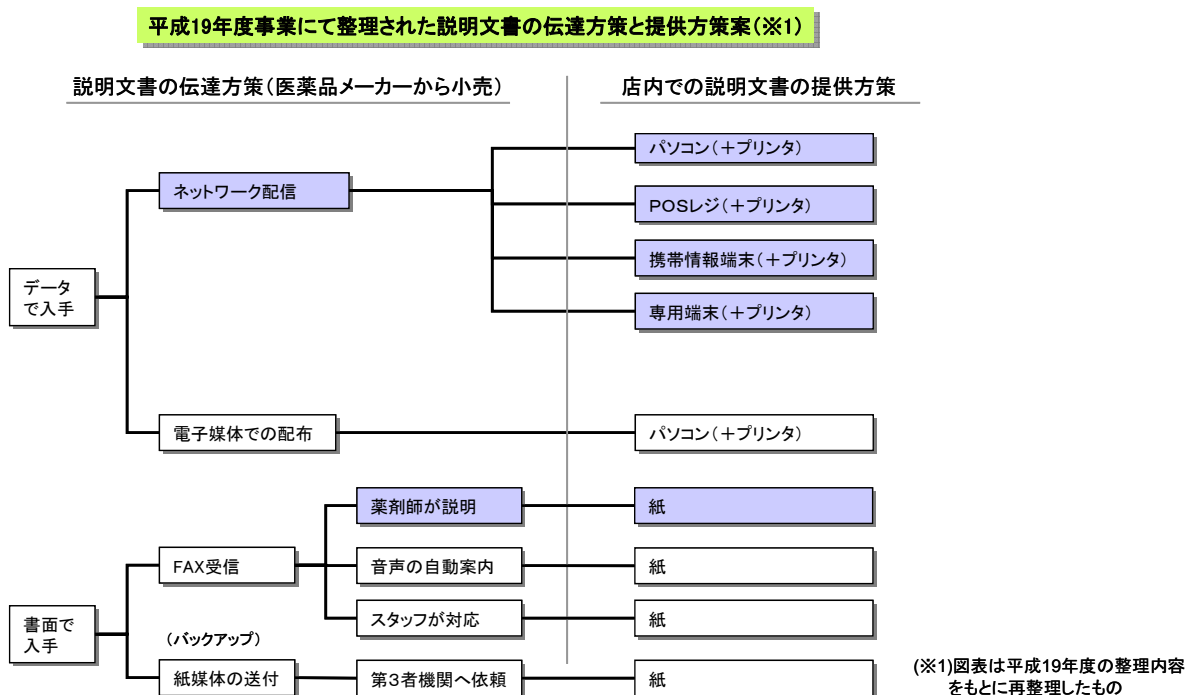 平成19年度事業にて整理された説明文書の伝達方策と提供方策案(※1)
説明文書の伝達方策(医薬品メーカーから小売)
店内での説明文書の提供方策
データ
で入手
ネットワーク配信
パソコン(+プリンタ)
POSレジ(+プリンタ)
携帯情報端末(+プリンタ)
専用端末(+プリンタ)
電子媒体での配布
パソコン(+プリンタ)
書面で
入手
FAX受信
薬剤師が説明
紙
音声の自動案内
紙
スタッフが対応
紙
(バックアップ)
紙媒体の送付
第3者機関へ依頼
紙
(※1)図表は平成19年度の整理内容
をもとに再整理したもの